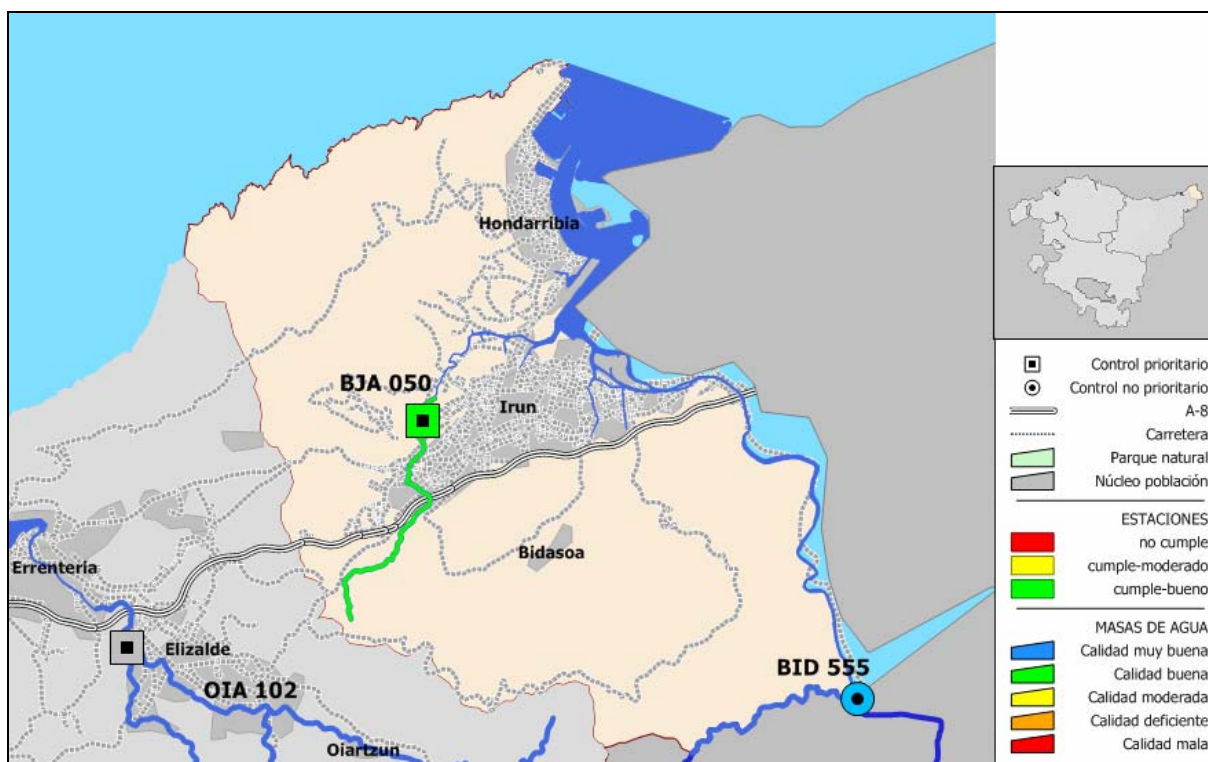 Hondarribia
BJA 050
Irun
Bidasoa
Errenteria
Elizalde
OIA 102
Oiartzun
BID 555
Control prioritario
Control no prioritario
A-8
Carretera
Parque natural
Núcleo población
ESTACIONES
no cumple
cumple-moderado
cumple-bueno
MASAS DE AGUA
Calidad muy buena
Calidad buena
Calidad moderada
Calidad deficiente
Calidad mala